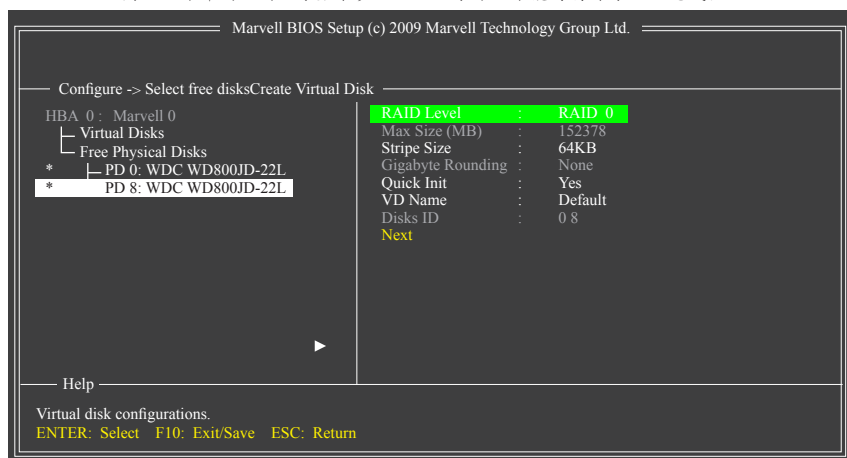 Marvell BIOS Setup (c) 2009 Marvell Technology Group Ltd.
Configure -> Select free disksCreate Virtual Disk
HBA 0 : Marvell 0
Virtual Disks
Free Physical Disks
* PD 0: WDC WD800JD-22L
* PD 8: WDC WD800JD-22L
RAID Level : RAID 0
Max Size (MB) : 152378
Stripe Size : 64KB
Gigabyte Rounding : None
Quick Init : Yes
VD Name : Default
Disks ID : 0 8
Next
Help
Virtual disk configurations.
ENTER: Select F10: Exit/Save ESC: Return